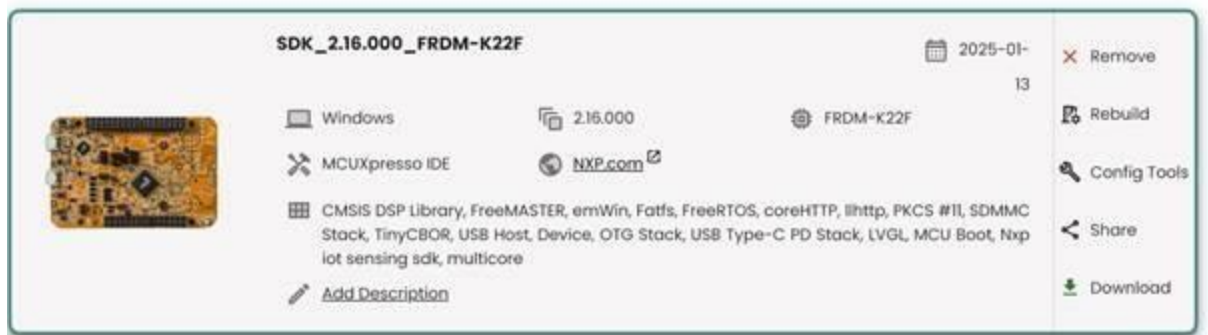 SDK_2.16.000_FRDM-K22F
2025-01-
13
Windows
2.16.000
FRDM-K22F
MCUXpresso IDE
NXP.com
CMSIS DSP Library, FreeMASTER, emWin, Fatfs, FreeRTOS, coreHTTP, llhttp, PKCS #11, SDMMC
Stack, TinyCBOR, USB Host, Device, OTG Stack, USB Type-C PD Stack, LVGL, MCU Boot, Nxp
iot sensing sdk, multicore
Add Description
Remove
Rebuild
Config Tools
Share
Download